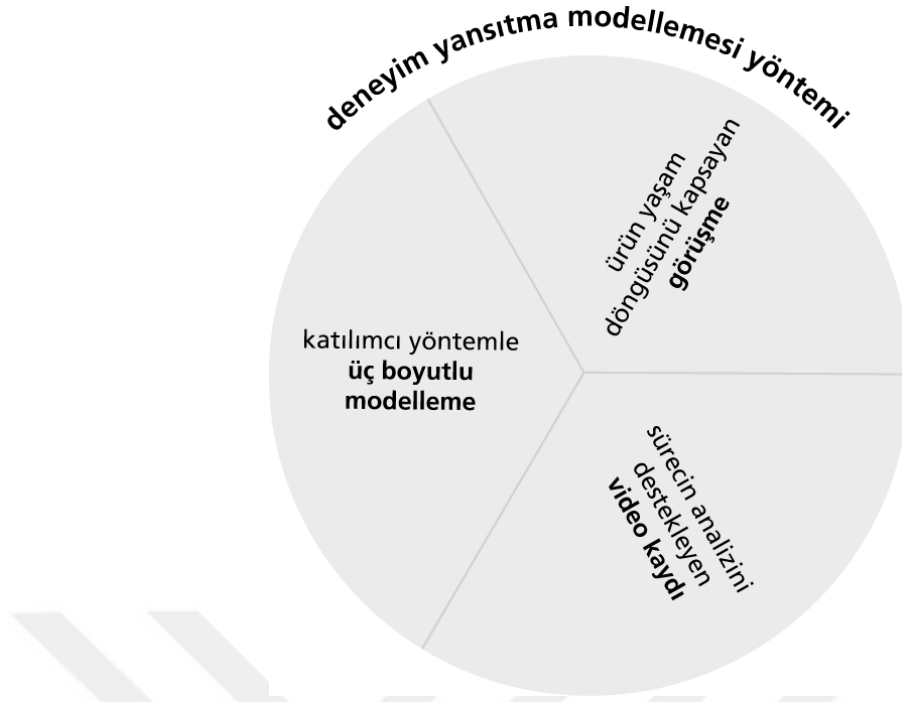 deneyim yansıtma modellemesi yöntemi
ürün yaşam
döngüsünü kapsayan
görüşme
katılımcı yöntemle
üç boyutlu
modelleme
sürecin analizini
destekleyen
video kaydı